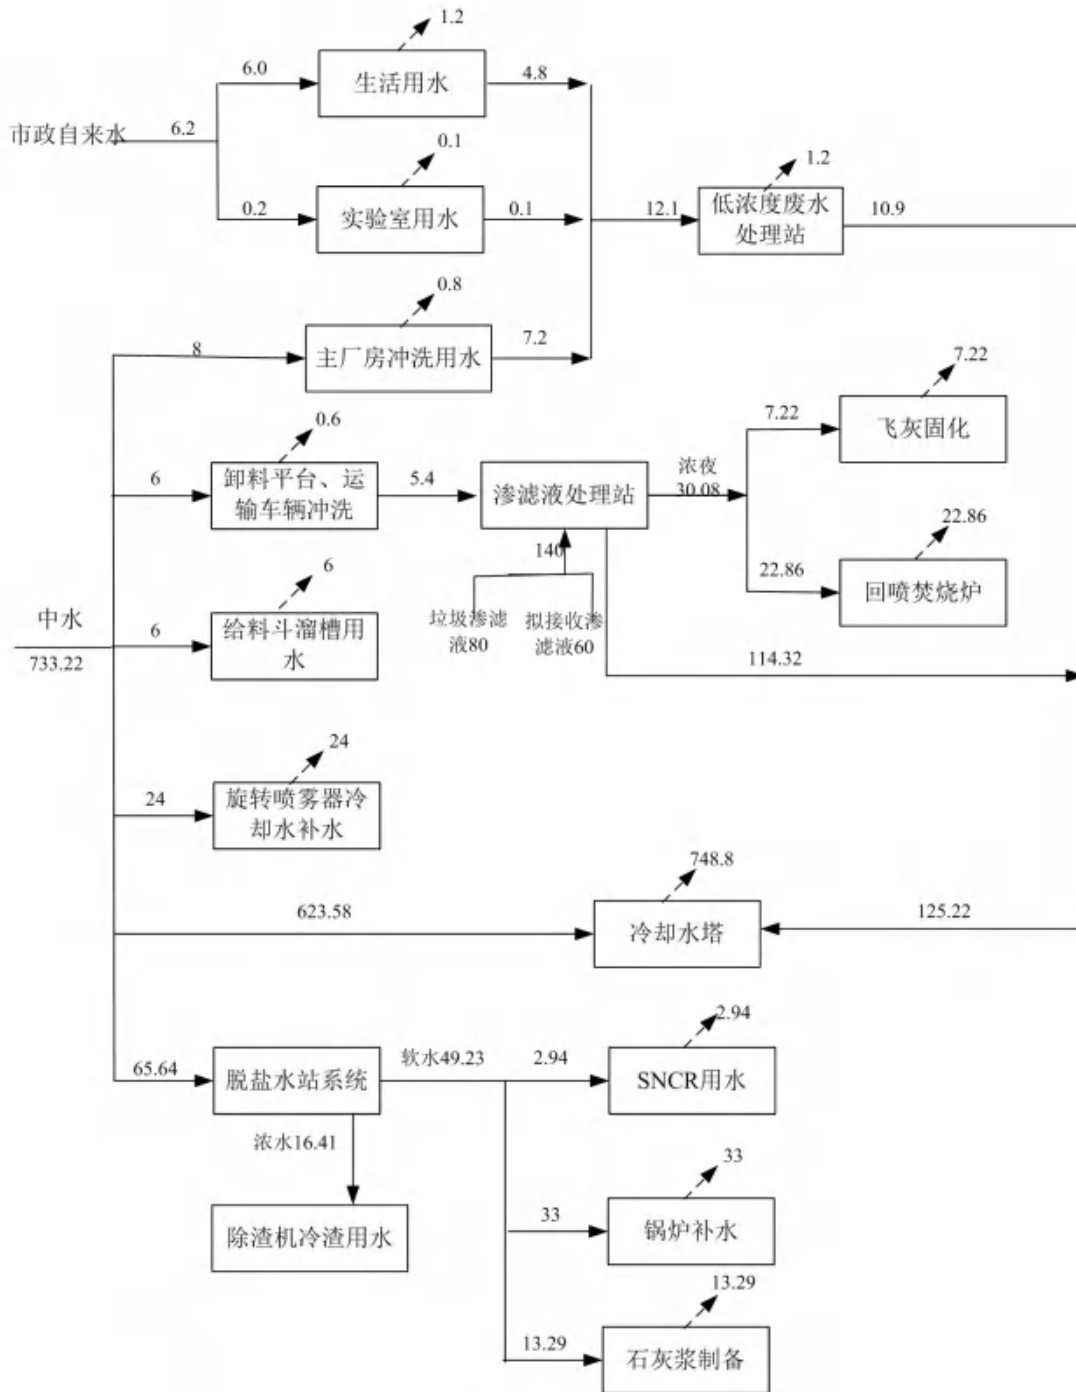 1.2
6.0
生活用水
4.8
市政自来水
6.2
0.1
0.2
实验室用水
0.1
12.1
1.2
低浓度废水
处理站
10.9
0.8
8
主厂房冲洗用水
7.2
7.22
7.22
飞灰固化
0.6
6
卸料平台、运
输车辆冲洗
5.4
渗滤液处理站
浓夜
30.08
140
垃圾渗滤
液80
拟接收渗
滤液60
22.86
22.86
回喷焚烧炉
114.32
中水
733.22
6
6
给料斗溜槽用
水
24
24
旋转喷雾器冷
却水补水
748.8
623.58
冷却水塔
125.22
65.64
脱盐水站系统
软水49.23
2.94
2.94
SNCR用水
浓水16.41
除渣机冷渣用水
33
33
锅炉补水
13.29
13.29
石灰浆制备